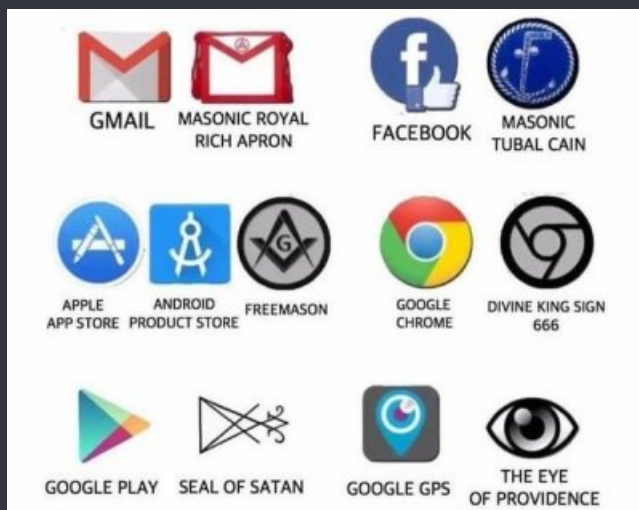 GMAIL
MASONIC ROYAL
RICH APRON
FACEBOOK
MASONIC
TUBAL CAIN
APPLE
APP STORE
ANDROID
PRODUCT STORE
FREEMASON
G
GOOGLE
CHROME
DIVINE KING SIGN
666
GOOGLE PLAY
SEAL OF SATAN
GOOGLE GPS
THE EYE
OF PROVIDENCE